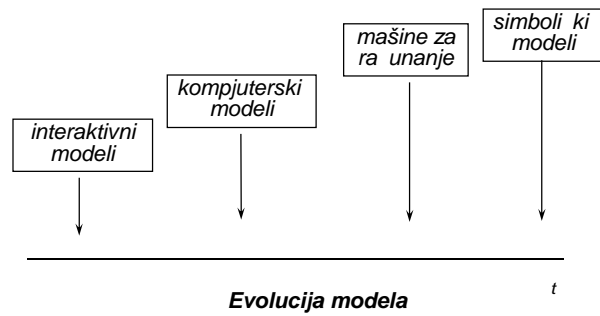 interaktivni
modeli
kompjuterski
modeli
mašine za
ra unanje
simboli ki
modeli
t
Evolucija modela